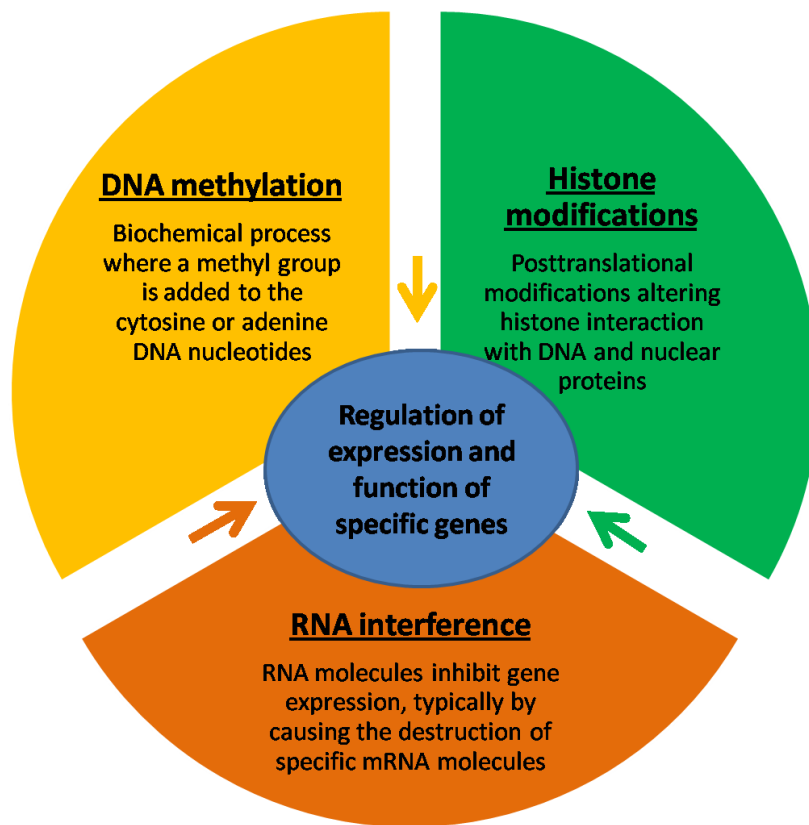 DNA methylation
Biochemical process
where a methyl group
is added to the
cytosine or adenine
DNA nucleotides
Histone
modifications
Posttranslational
modifications altering
histone interaction
with DNA and nuclear
proteins
Regulation of
expression and
function of
specific genes
RNA interference
RNA molecules inhibit gene
expression, typically by
causing the destruction of
specific mRNA molecules